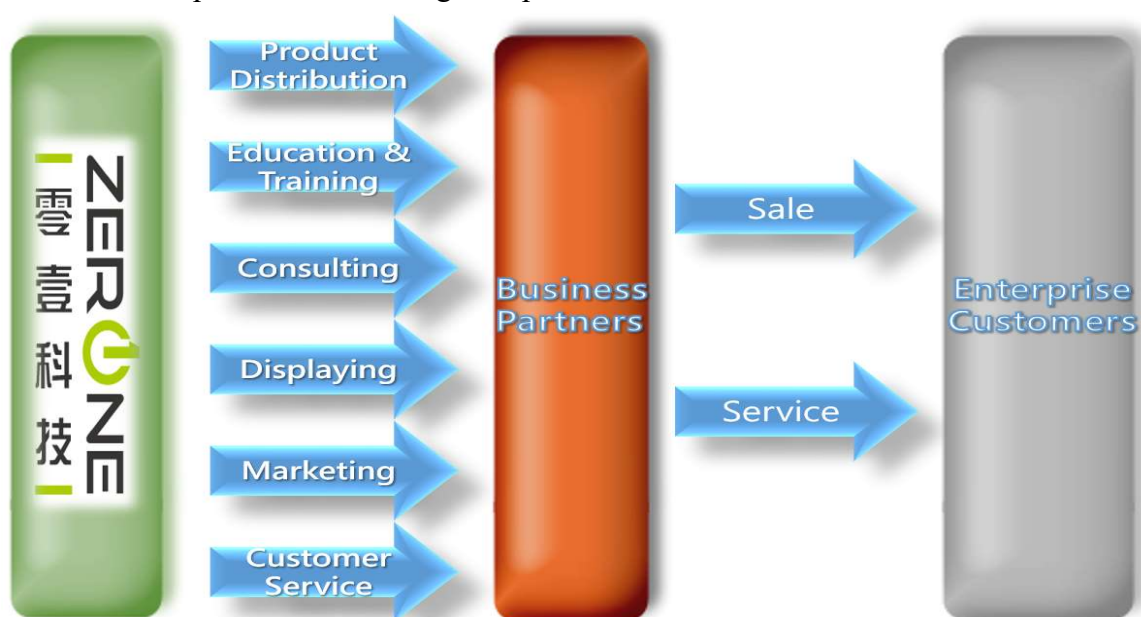 零壹科技
ZERONE
Product
Distribution
Education &
Training
Consulting
Displaying
Marketing
Customer
Service
Business
Partners
Sale
Service
Enterprise
Customers